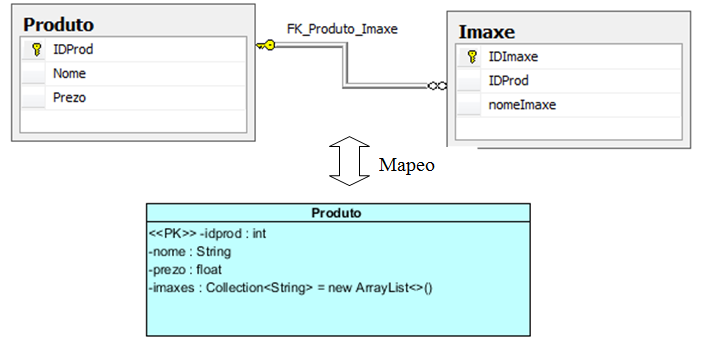 Produto
IDProd
Nome
Prezo
FK_Produto_Imaxe
Imaxe
IDImaxe
IDProd
nomeImaxe
Mapeo
Produto
<<PK>> -idprod : int
-nome : String
-prezo : float
-imaxes : Collection<String> = new ArrayList<>()